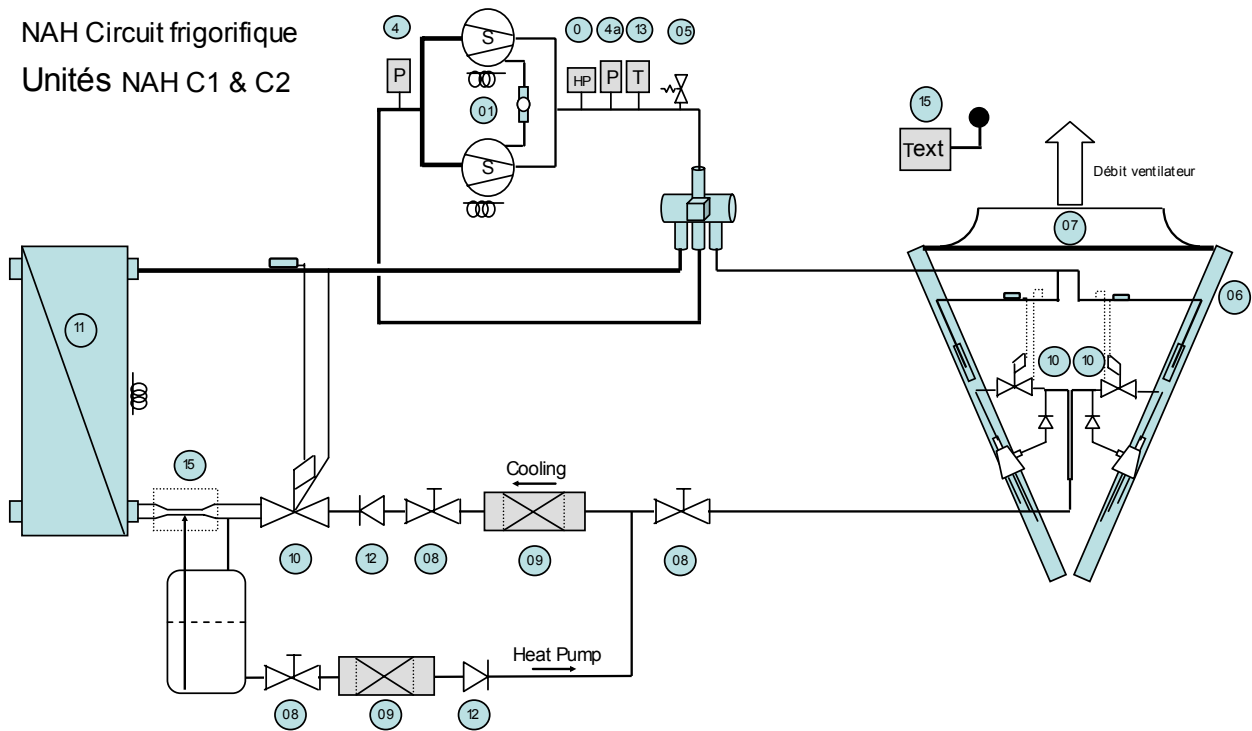 NAH Circuit frigorifique
Unités NAH C1 & C2
4
0
4a
13
05
S
P
HP
P
T
01
S
15
Text
Débit ventilateur
07
06
11
10
10
15
Cooling
10
12
08
09
08
Heat Pump
08
09
12